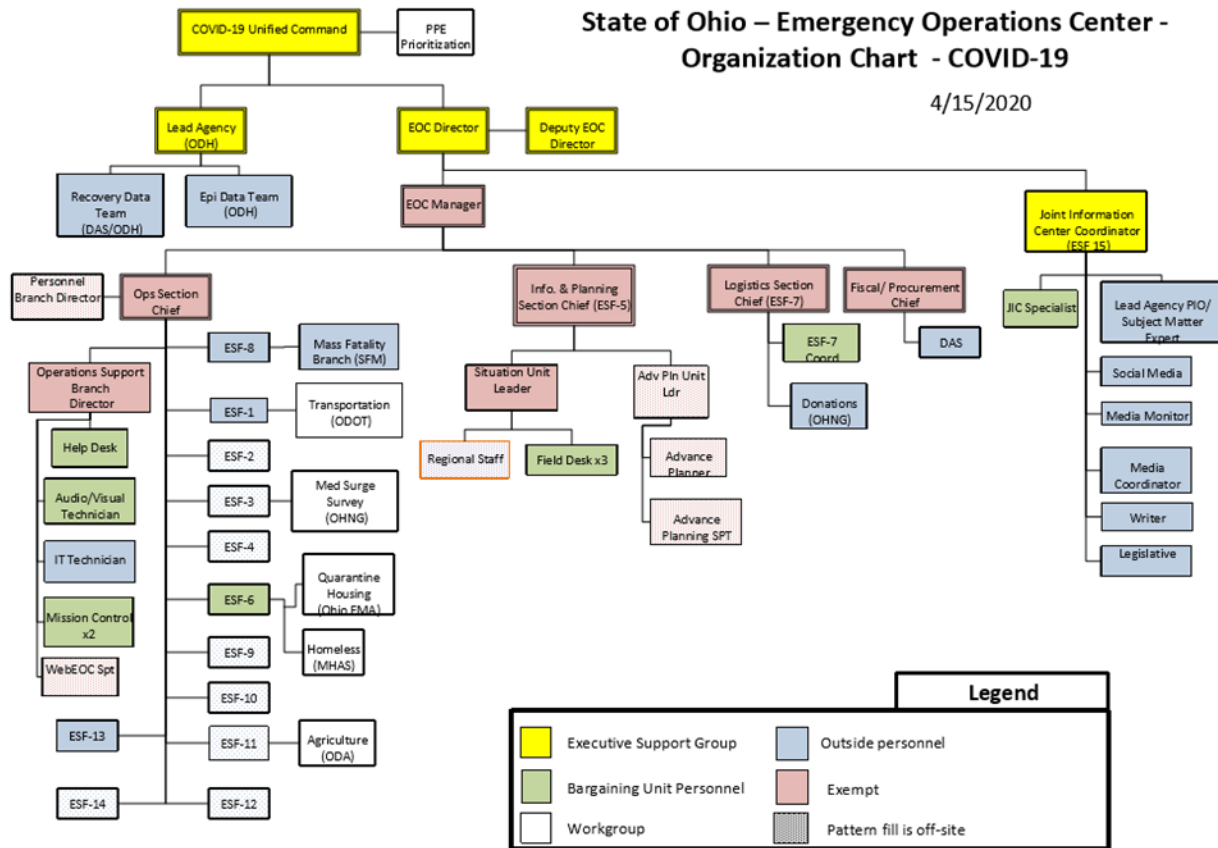 State of Ohio – Emergency Operations Center -
Organization Chart - COVID-19
4/15/2020
COVID-19 Unified Command
PPE
Prioritization
Lead Agency
(ODH)
EOC Director
Deputy EOC
Director
Recovery Data
Team
(DAS/ODH)
Epi Data Team
(ODH)
EOC Manager
Joint Information
Center Coordinator
(ESF 15)
Personnel
Branch Director
Ops Section
Chief
Info. & Planning
Section Chief (ESF-5)
Logistics Section
Chief (ESF-7)
Fiscal/ Procurement
Chief
JIC Specialist
Lead Agency PIO/
Subject Matter
Expert
ESF-8
Mass Fatality
Branch (SFM)
ESF-7
Coord
DAS
Operations Support
Branch
Director
Situation Unit
Leader
Adv Pln Unit
Ldr
Social Media
ESF-1
Transportation
(ODOT)
Donations
(OHNG)
Media Monitor
Help Desk
ESF-2
Regional Staff
Field Desk x3
Advance
Planner
Media
Coordinator
Audio/Visual
Technician
ESF-3
Med Surge
Survey
(OHNG)
Advance
Planning SPT
Writer
IT Technician
ESF-4
Legislative
Mission Control
x2
ESF-6
Quarantine
Housing
(Ohio EMA)
WebEOC Spt
ESF-9
Homeless
(MHAS)
ESF-10
ESF-13
ESF-11
Agriculture
(ODA)
ESF-14
ESF-12
Legend
Executive Support Group
Outside personnel
Bargaining Unit Personnel
Exempt
Workgroup
Pattern fill is off-site